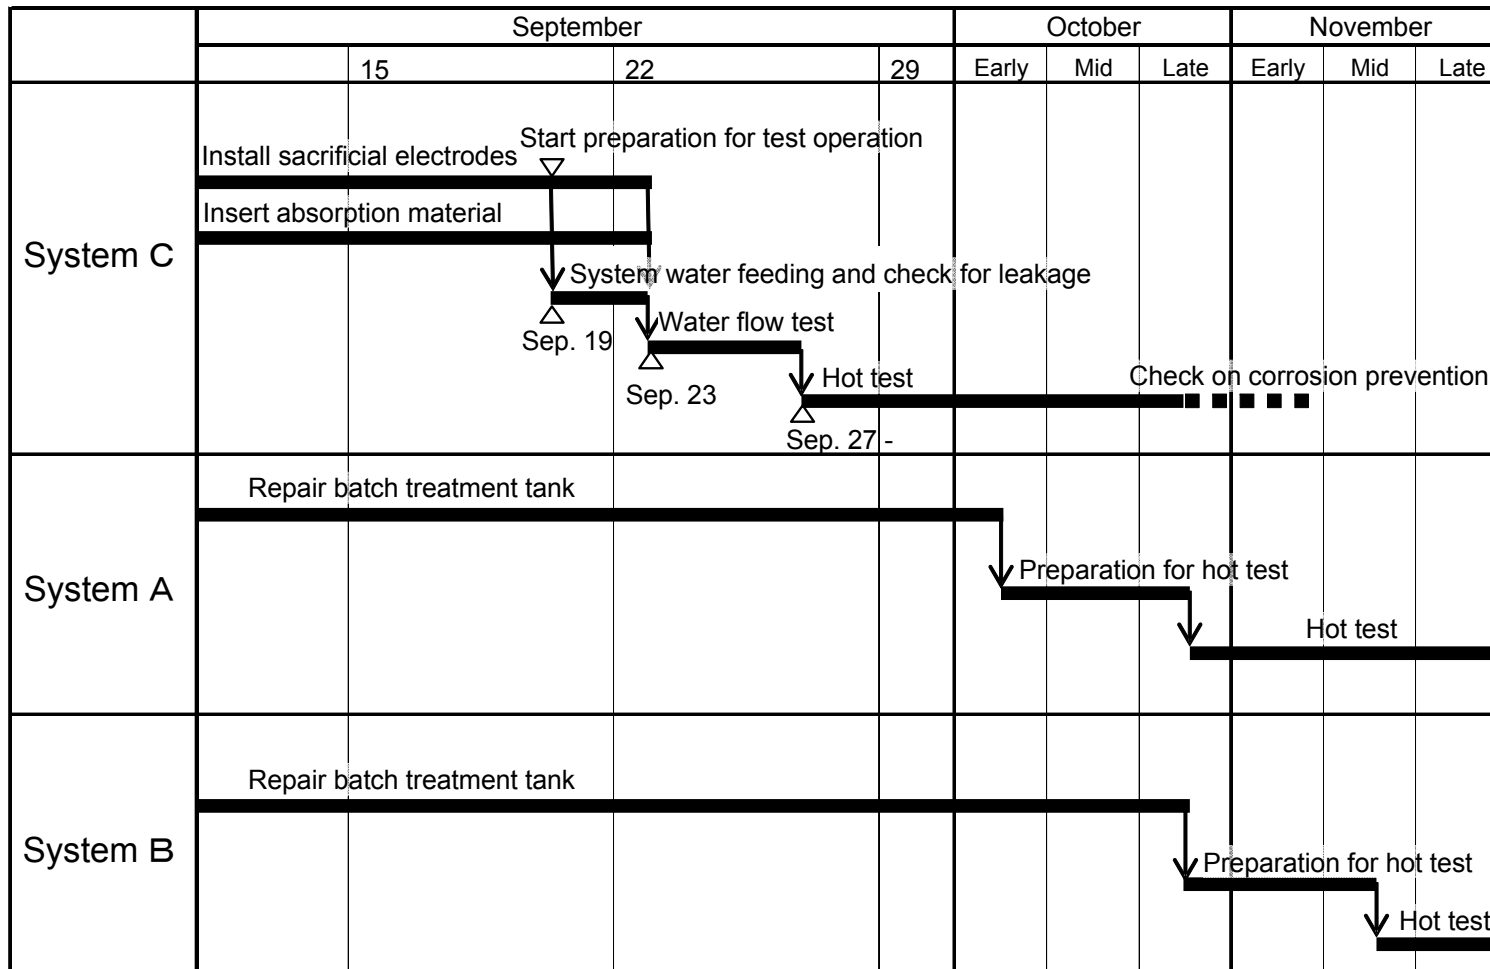 September October November
15 22 29 Early Mid Late Early Mid Late
System C
Start preparation for test operation
Install sacrificial electrodes
Insert absorption material
System water feeding and check for leakage
Sep. 19
Water flow test
Sep. 23
Hot test
Check on corrosion prevention
Sep. 27 -
System A
Repair batch treatment tank
Preparation for hot test
Hot test
System B
Repair batch treatment tank
Preparation for hot test
Hot test